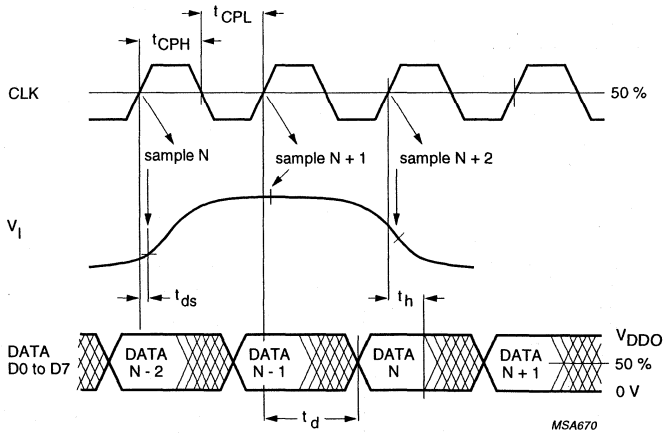 tCPL
tCPH
CLK
50 %
sample N
sample N + 1
sample N + 2
VI
tds
th
DATA
D0 to D7
DATA
N - 2
DATA
N - 1
DATA
N
DATA
N + 1
VDDO
50 %
0 V
td
MSA670